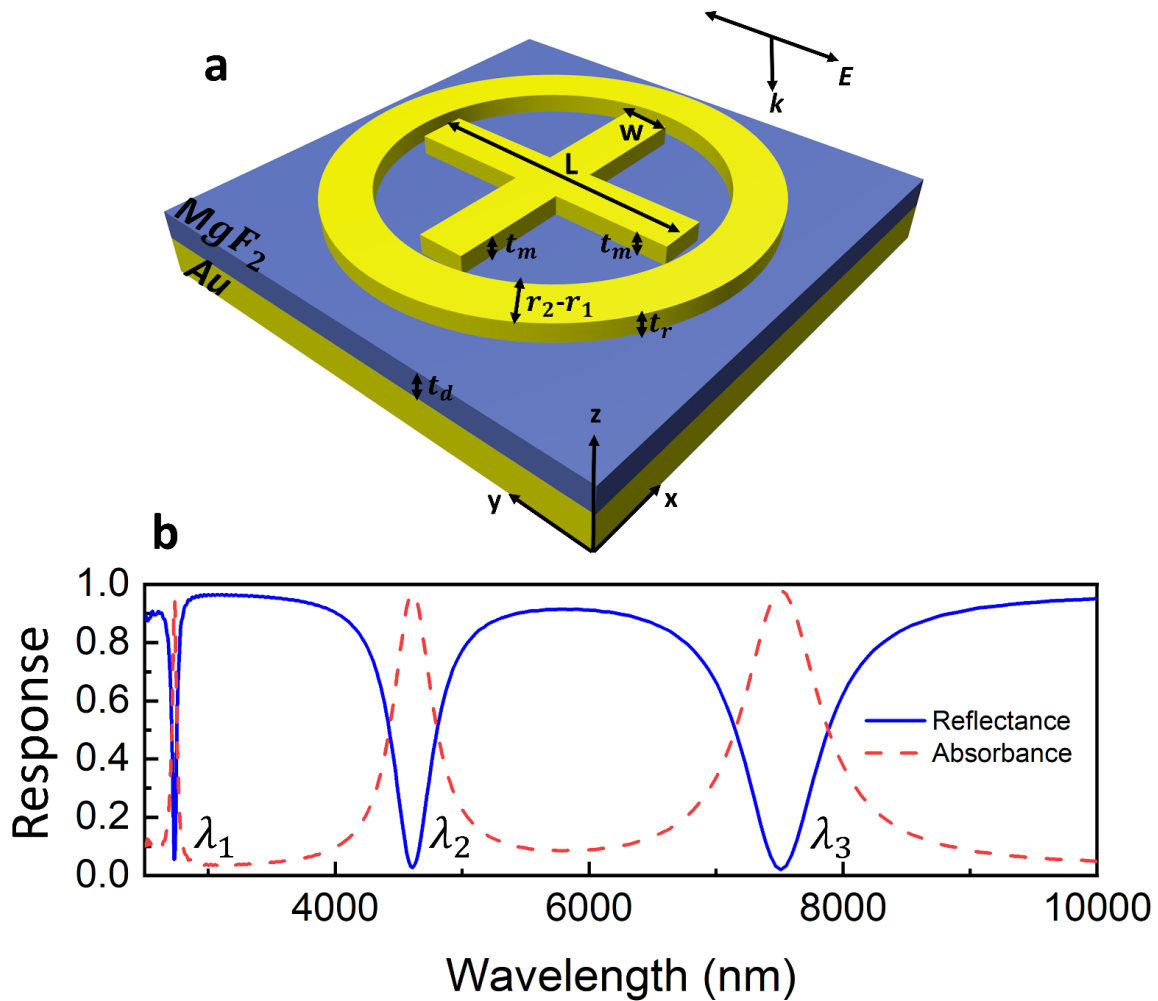 a
E
k
w
L
MgF₂
Au
tₘ
tₘ
r₂-r₁
tᵣ
t_d
z
y
x
b
1.0
0.8
0.6
0.4
0.2
0.0
Response
λ₁
λ₂
λ₃
Reflectance
Absorbance
4000 6000 8000 10000
Wavelength (nm)